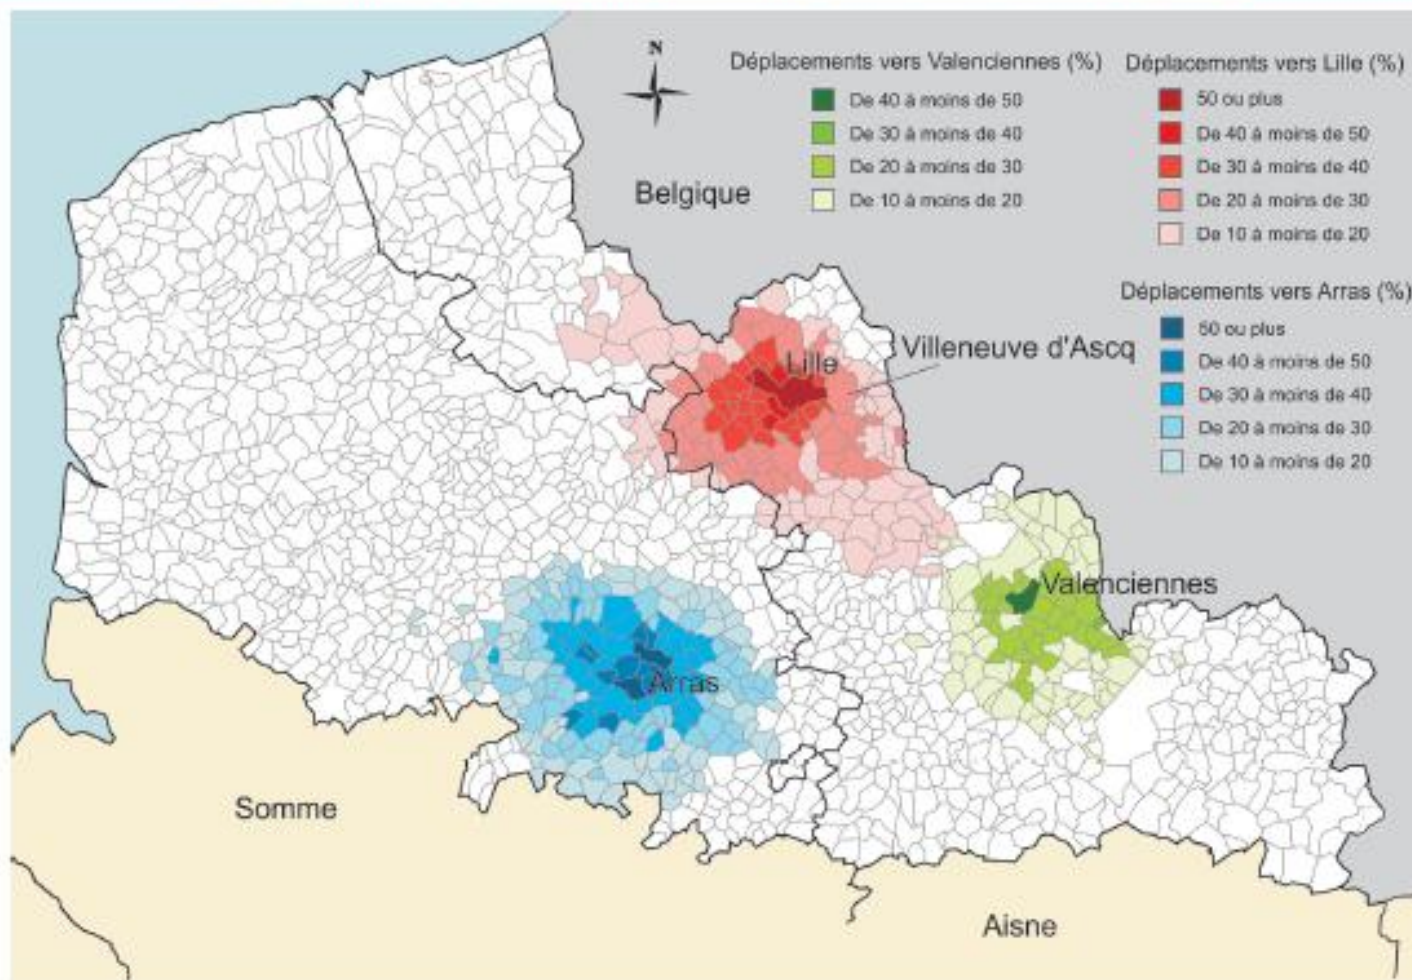 N
Déplacements vers Valenciennes (%)
De 40 à moins de 50
De 30 à moins de 40
De 20 à moins de 30
De 10 à moins de 20
Déplacements vers Lille (%)
50 ou plus
De 40 à moins de 50
De 30 à moins de 40
De 20 à moins de 30
De 10 à moins de 20
Belgique
Déplacements vers Arras (%)
50 ou plus
De 40 à moins de 50
De 30 à moins de 40
De 20 à moins de 30
De 10 à moins de 20
Villeneuve d'Ascq
Lille
Valenciennes
Arras
Somme
Aisne